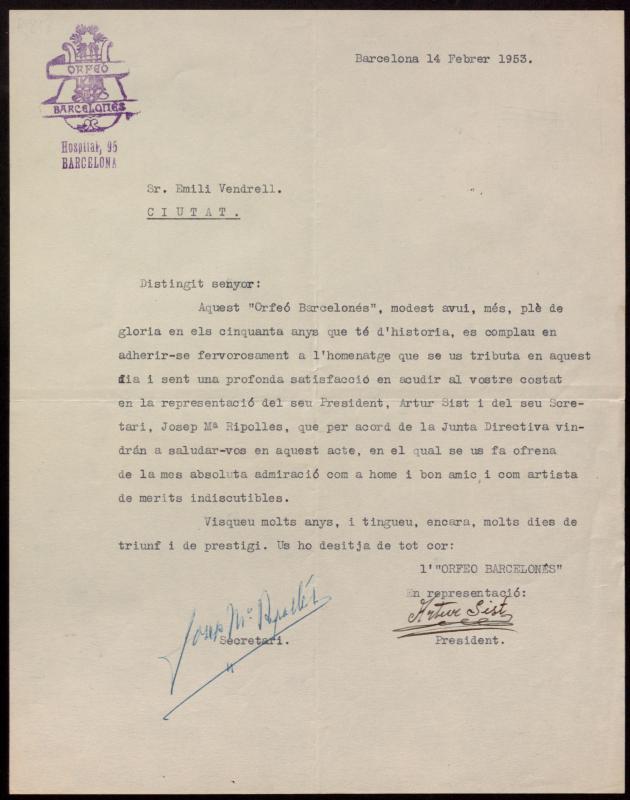 ORFEÓ
BARCELONÉS
Hospital, 95
BARCELONA
Barcelona 14 Febrer 1953.
Sr. Emili Vendrell.
CIUTAT.
Distingit senyor:
Aquest "Orfeó Barcelonés", modest avui, més, plè de
gloria en els cinquanta anys que té d'historia, es complau en
adherir-se fervorosament a l'homenatge que se us tributa en aquest
dia i sent una profonda satisfacció en acudir al vostre costat
en la representació del seu President, Artur Sist i del seu Scre-
tari, Josep Mª Ripolles, que per acord de la Junta Directiva vin-
drán a saludar-vos en aquest acte, en el qual se us fa ofrena
de la mes absoluta admiració com a home i bon amic, i com artista
de merits indiscutibles.
Visqueu molts anys, i tingueu, encara, molts dies de
triunf i de prestigi. Us ho desitja de tot cor:
l'"ORFEO BARCELONÉS"
En representació:
Josep Mª Ripollés
Artur Sist
Secretari.
President.